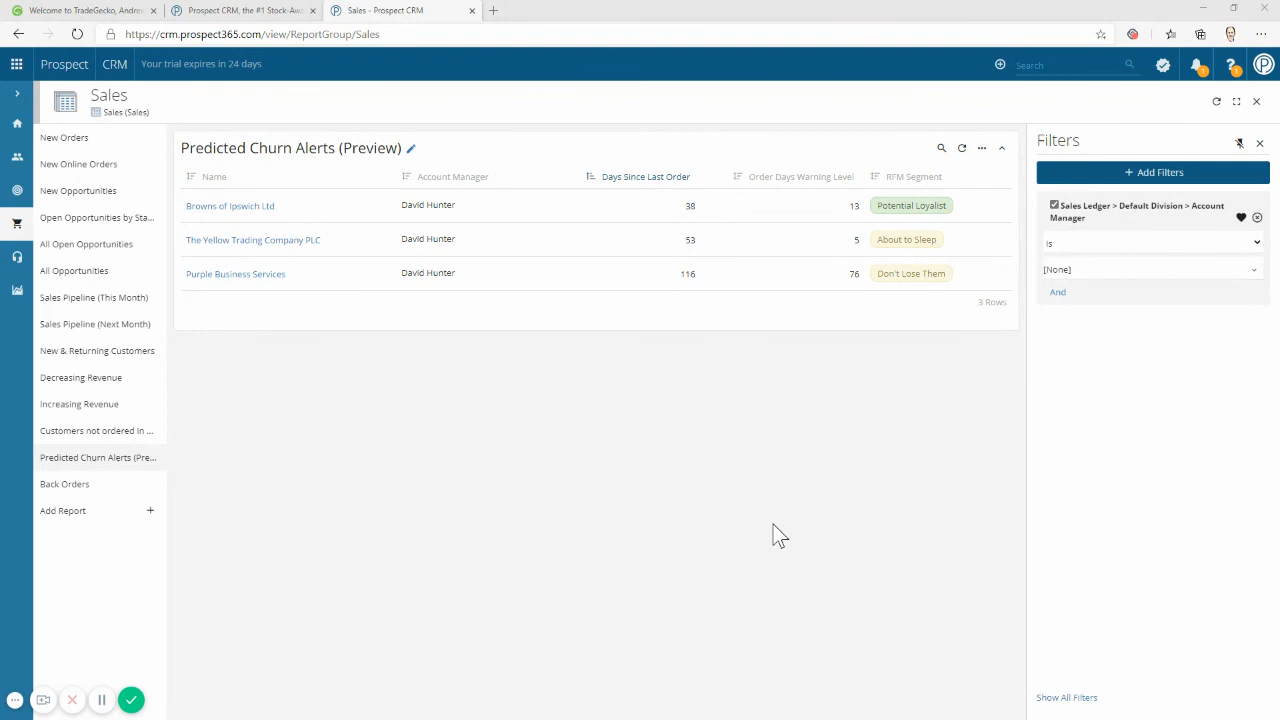 Welcome to TradeGecko, Andrew
Prospect CRM, the #1 Stock-Awa
Sales - Prospect CRM
https://crm.prospect365.com/view/ReportGroup/Sales
Prospect CRM Your trial expires in 24 days
Search
1
1
Sales
Sales (Sales)
New Orders
New Online Orders
New Opportunities
Open Opportunities by Sta...
All Open Opportunities
All Opportunities
Sales Pipeline (This Month)
Sales Pipeline (Next Month)
New & Returning Customers
Decreasing Revenue
Increasing Revenue
Customers not ordered in ...
Predicted Churn Alerts (Pre...
Back Orders
Add Report
Predicted Churn Alerts (Preview)
Name Account Manager Days Since Last Order Order Days Warning Level RFM Segment
Browns of Ipswich Ltd David Hunter 38 13 Potential Loyalist
The Yellow Trading Company PLC David Hunter 53 5 About to Sleep
Purple Business Services David Hunter 116 76 Don't Lose Them
3 Rows
Filters
+ Add Filters
Sales Ledger > Default Division > Account
Manager
Is
[None]
And
Show All Filters